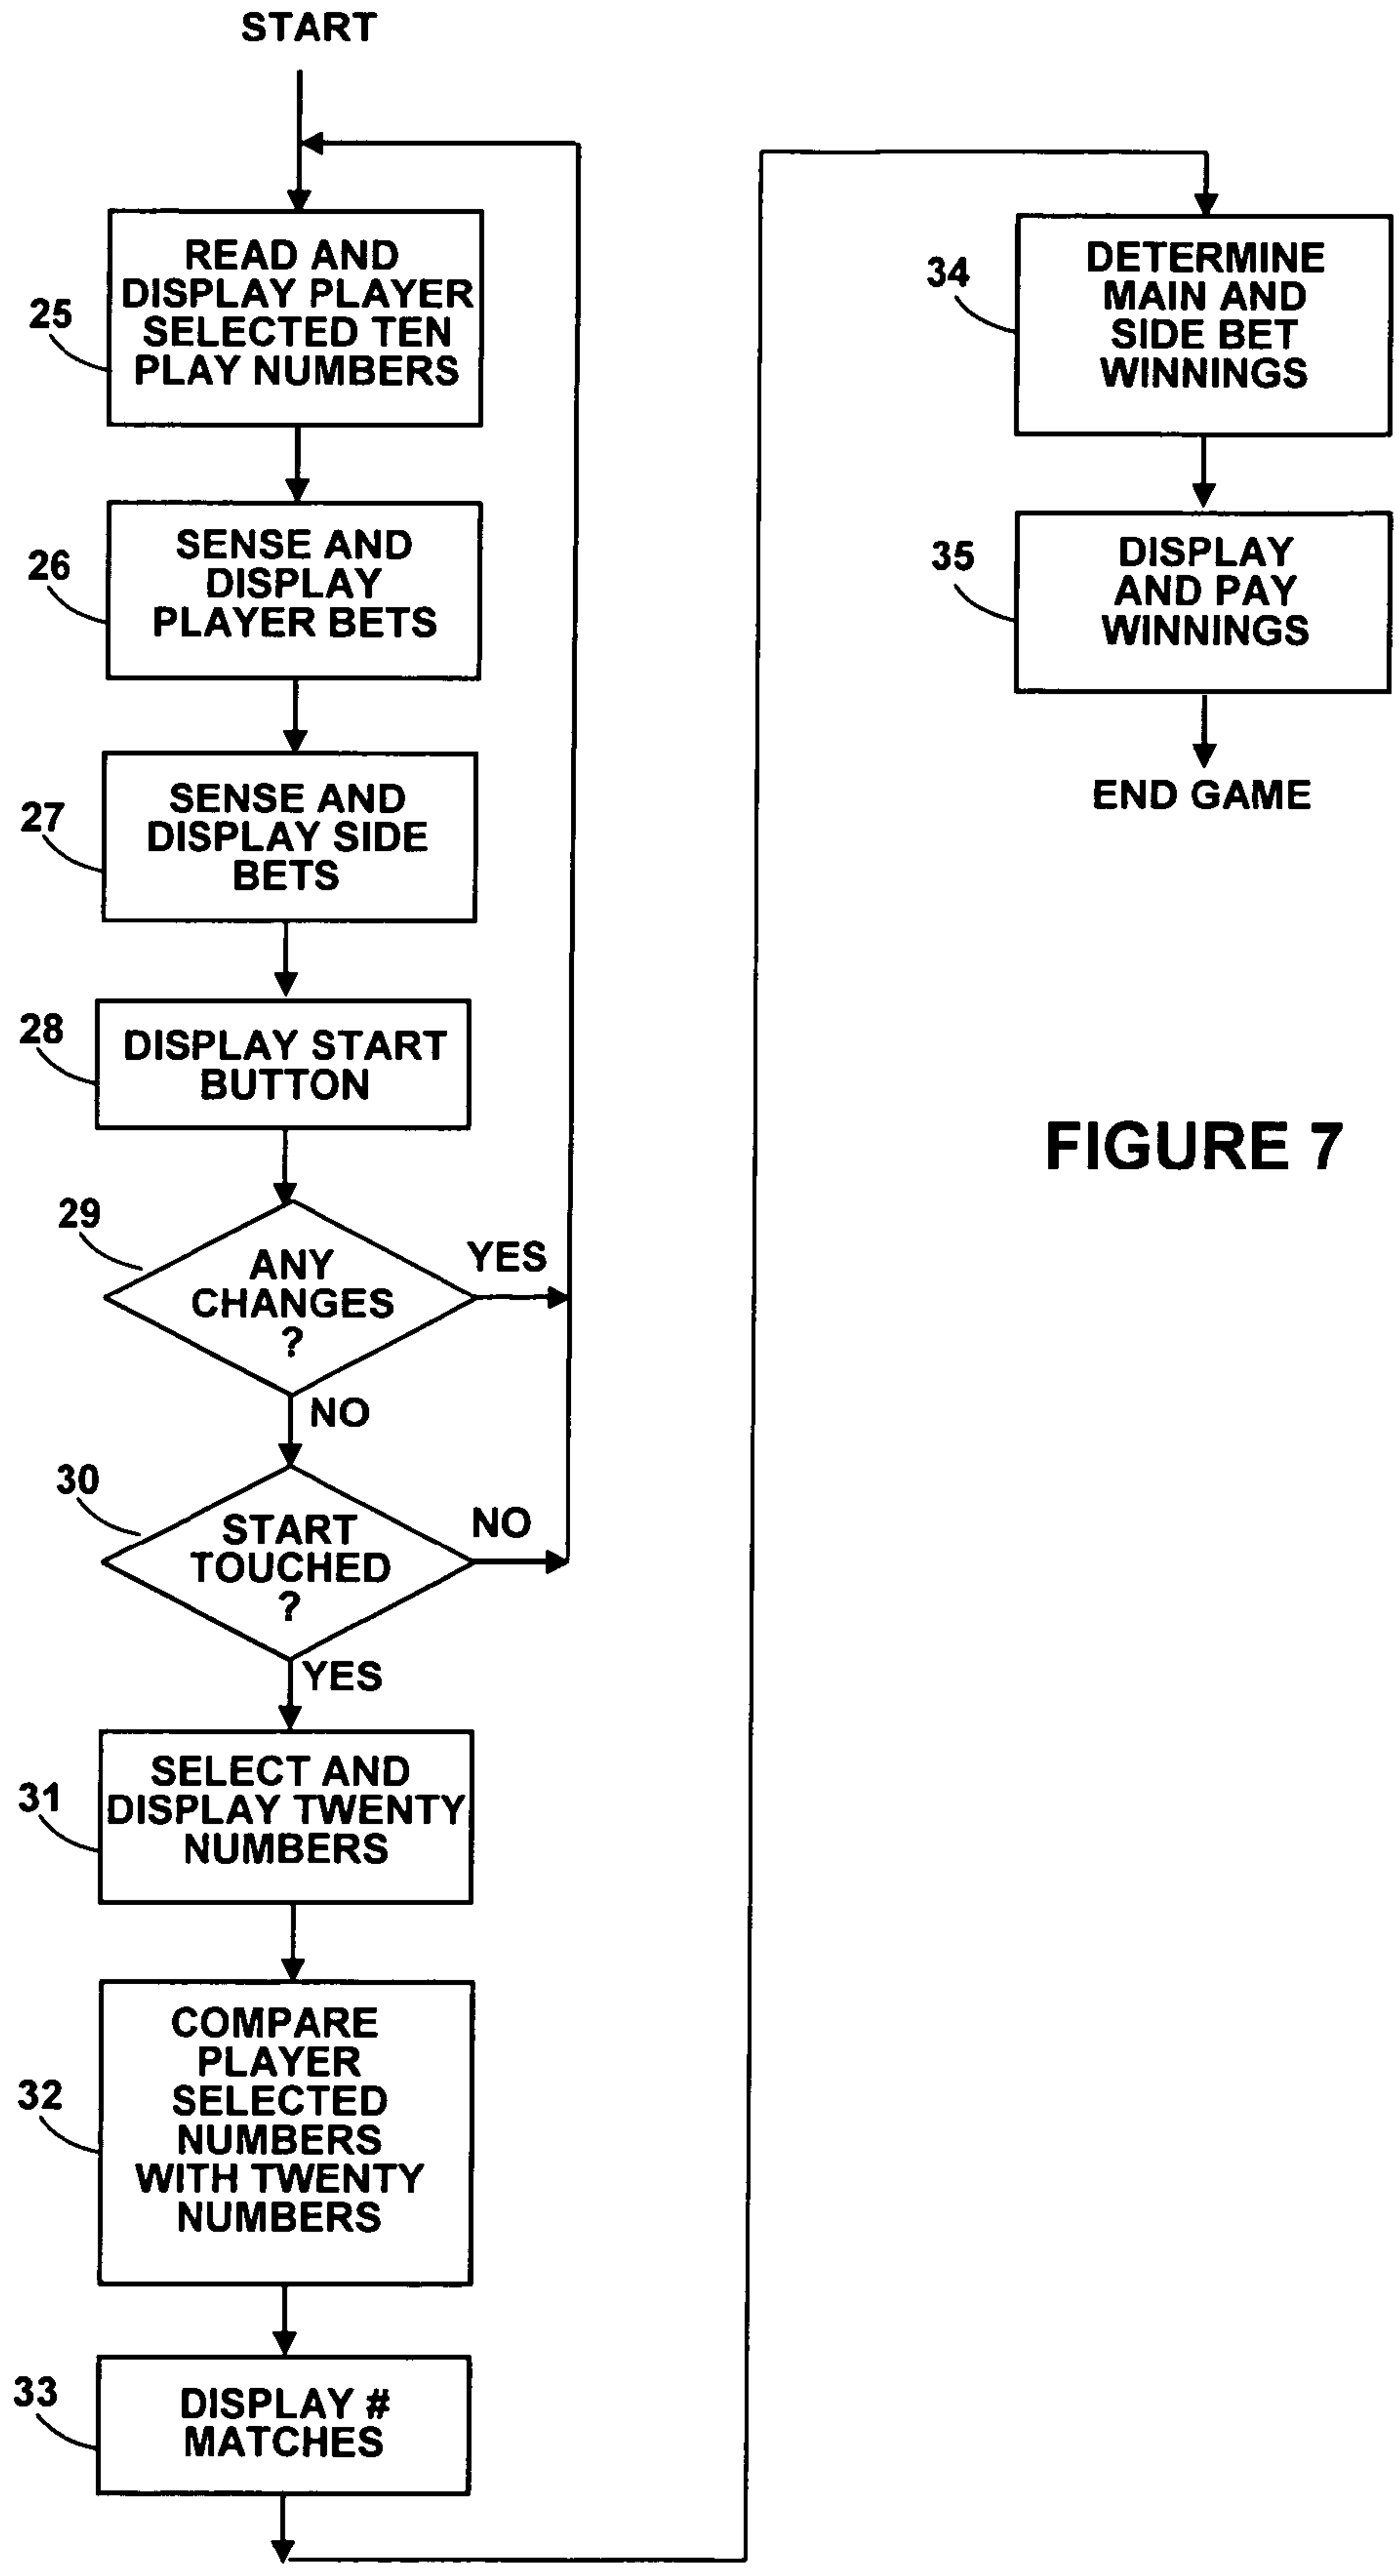 START
25
READ AND
DISPLAY PLAYER
SELECTED TEN
PLAY NUMBERS
26
SENSE AND
DISPLAY
PLAYER BETS
27
SENSE AND
DISPLAY SIDE
BETS
28
DISPLAY START
BUTTON
29
ANY
CHANGES
?
YES
NO
30
START
TOUCHED
?
NO
YES
31
SELECT AND
DISPLAY TWENTY
NUMBERS
32
COMPARE
PLAYER
SELECTED
NUMBERS
WITH TWENTY
NUMBERS
33
DISPLAY #
MATCHES
34
DETERMINE
MAIN AND
SIDE BET
WINNINGS
35
DISPLAY
AND PAY
WINNINGS
END GAME
FIGURE 7